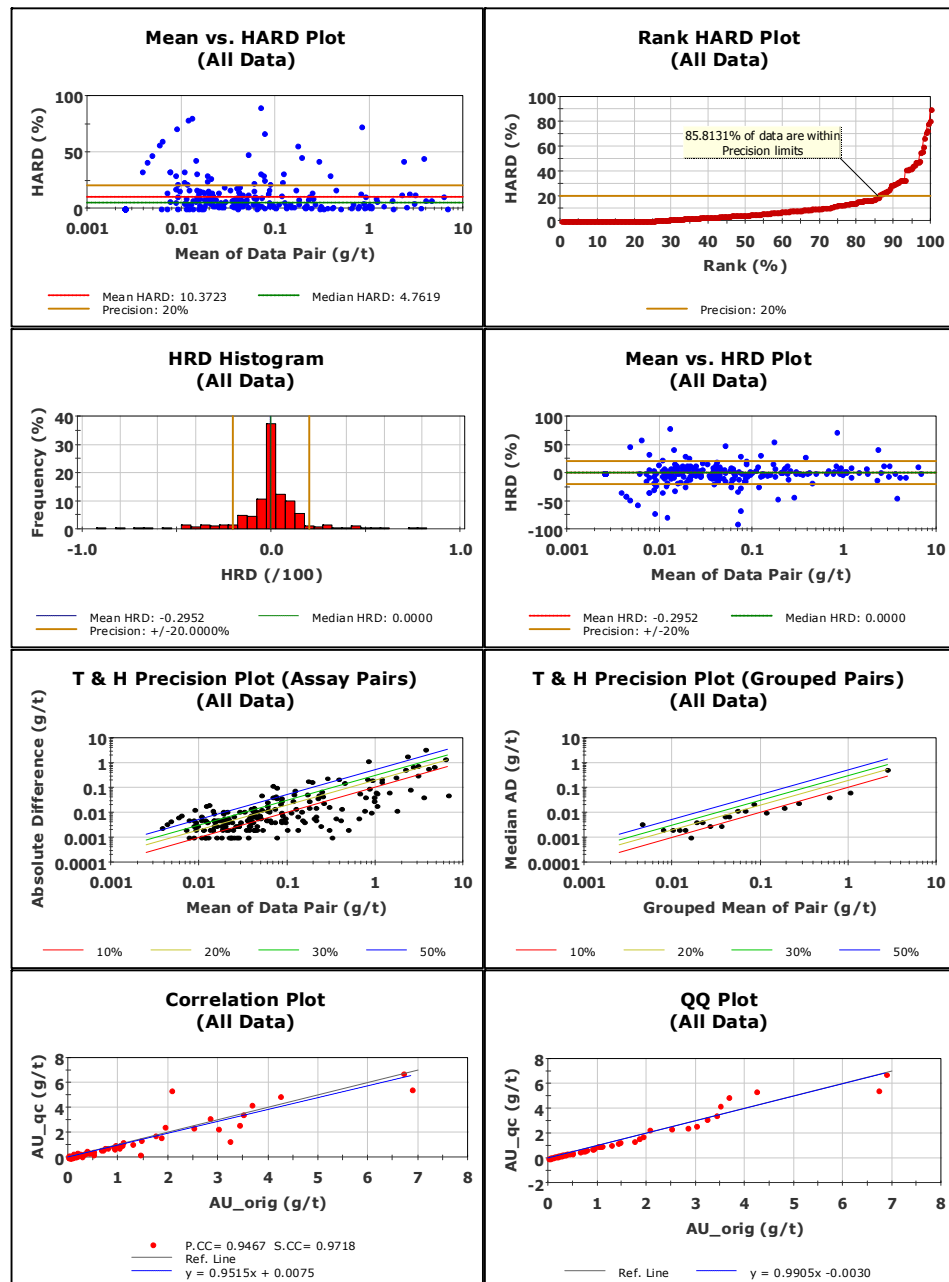 Mean vs. HARD Plot
(All Data)
HARD (%)
100
50
0
0.001
0.01
0.1
1
10
Mean of Data Pair (g/t)
Mean HARD: 10.3723
Median HARD: 4.7619
Precision: 20%
Rank HARD Plot
(All Data)
HARD (%)
100
90
80
70
60
50
40
30
20
10
0
85.8131% of data are within
Precision limits
0 10 20 30 40 50 60 70 80 90 100
Rank (%)
Precision: 20%
HRD Histogram
(All Data)
Frequency (%)
40
30
20
10
0
-1.0 0.0 1.0
HRD (/100)
Mean HRD: -0.2952
Median HRD: 0.0000
Precision: +/-20.0000%
Mean vs. HRD Plot
(All Data)
HRD (%)
100
50
0
-50
-100
0.001 0.01 0.1 1 10
Mean of Data Pair (g/t)
Mean HRD: -0.2952
Median HRD: 0.0000
Precision: +/-20%
T & H Precision Plot (Assay Pairs)
(All Data)
Absolute Difference (g/t)
10
1
0.1
0.01
0.001
0.0001
0.001 0.01 0.1 1 10
Mean of Data Pair (g/t)
10% 20% 30% 50%
T & H Precision Plot (Grouped Pairs)
(All Data)
Median AD (g/t)
10
1
0.1
0.01
0.001
0.0001
0.001 0.01 0.1 1 10
Grouped Mean of Pair (g/t)
10% 20% 30% 50%
Correlation Plot
(All Data)
AU_qc (g/t)
8
6
4
2
0
0 1 2 3 4 5 6 7 8
AU_orig (g/t)
P.CC= 0.9467 S.CC= 0.9718
Ref. Line
y = 0.9515x + 0.0075
QQ Plot
(All Data)
AU_qc (g/t)
8
6
4
2
0
-2
0 1 2 3 4 5 6 7 8
AU_orig (g/t)
Ref. Line
y = 0.9905x -0.0030